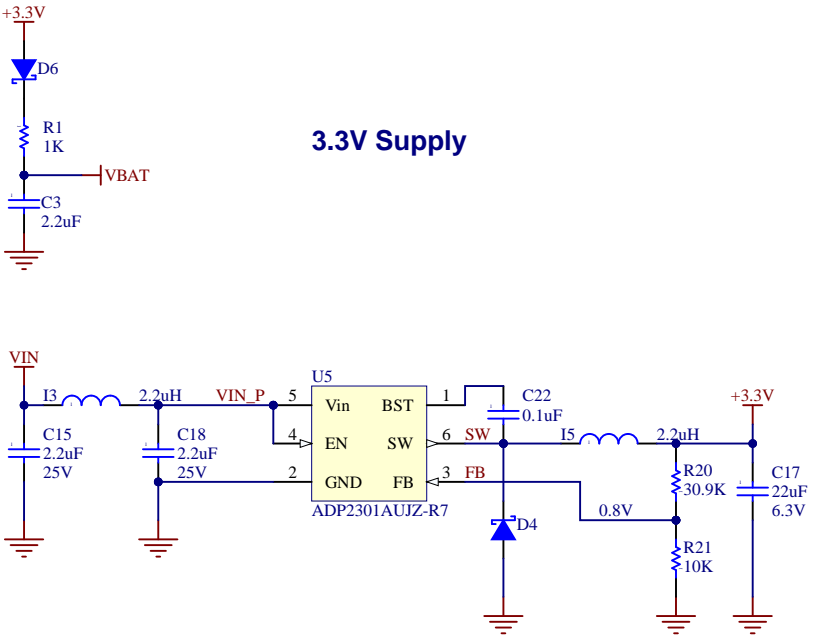 +3.3V
D6
3.3V Supply
R1
1K
VBAT
C3
2.2uF
VIN
U5
+3.3V
I3
2.2uH
VIN_P
5
Vin
BST
1
C22
0.1uF
C15
2.2uF
25V
C18
2.2uF
25V
4
EN
SW
6
SW
I5
2.2uH
2
GND
FB
3
FB
R20
30.9K
C17
22uF
6.3V
ADP2301AUJZ-R7
D4
0.8V
R21
10K